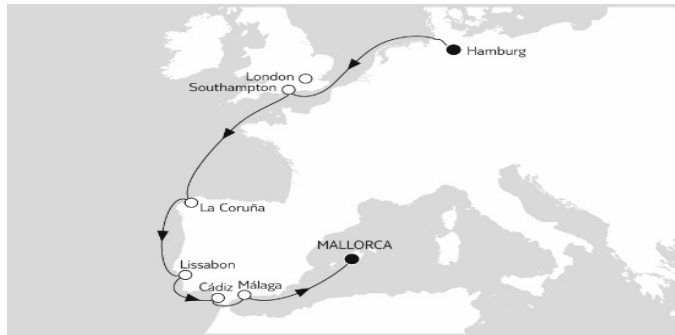 Hamburg
London
Southampton
La Coruña
MALLORCA
Lissabon
Cádiz
Málaga